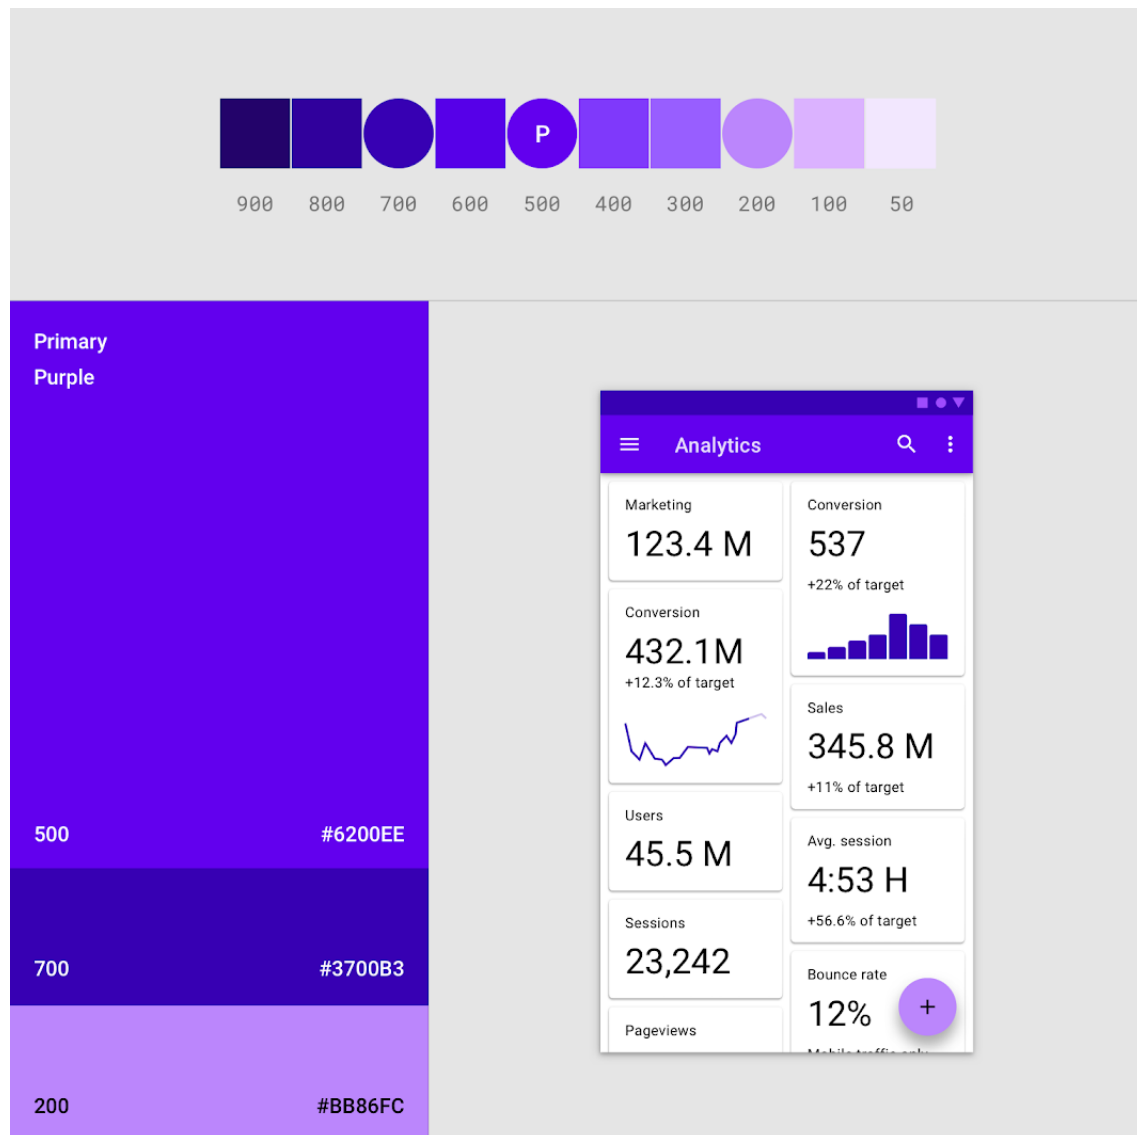 P
900 800 700 600 500 400 300 200 100 50
Primary
Purple
500 #6200EE
700 #3700B3
200 #BB86FC
Analytics
Marketing
123.4 M
Conversion
432.1M
+12.3% of target
Users
45.5 M
Sessions
23,242
Pageviews
Conversion
537
+22% of target
Sales
345.8 M
+11% of target
Avg. session
4:53 H
+56.6% of target
Bounce rate
12%
+
Mobile traffic only